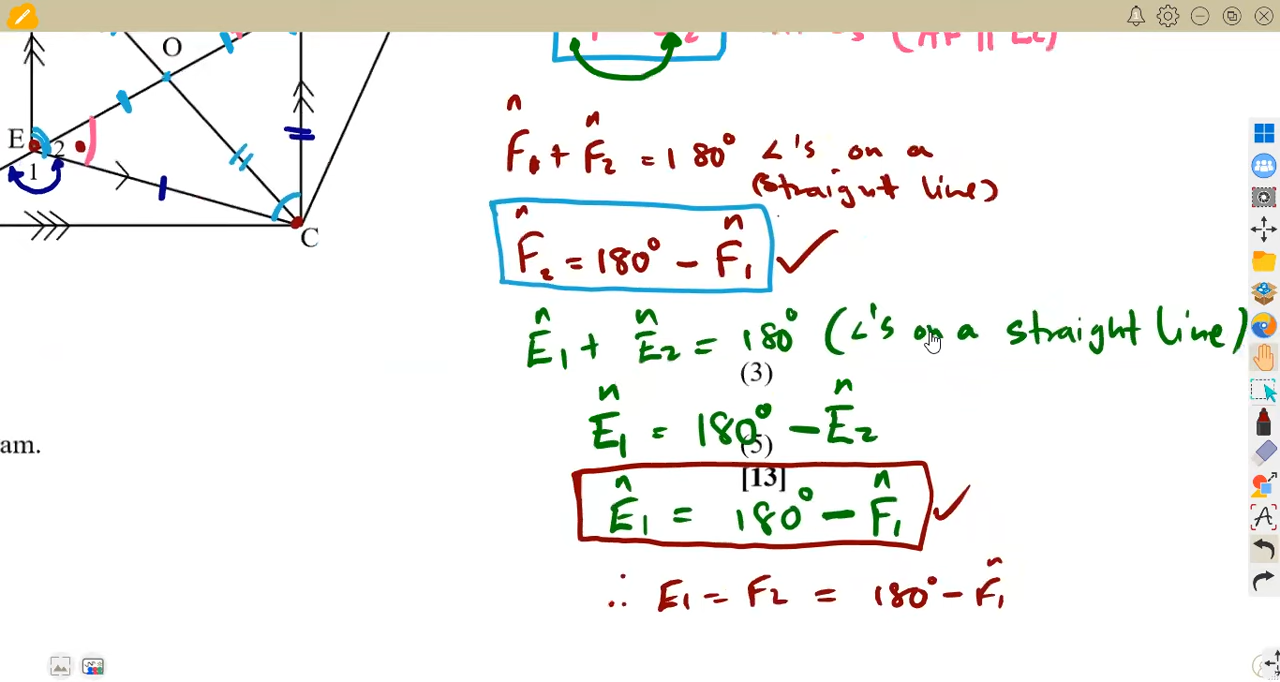 O
E
2
1
C
am.
(AF || EC)
F̂₁ + F̂₂ = 180° ∠'s on a
(straight line)
F̂₂ = 180° − F̂₁ ✓
Ê₁ + Ê₂ = 180° (∠'s on a straight line)
(3)
Ê₁ = 180° − Ê₂
(5)
[13]
Ê₁ = 180° − F̂₁ ✓
∴ E₁ = F₂ = 180° − F̂₁
A